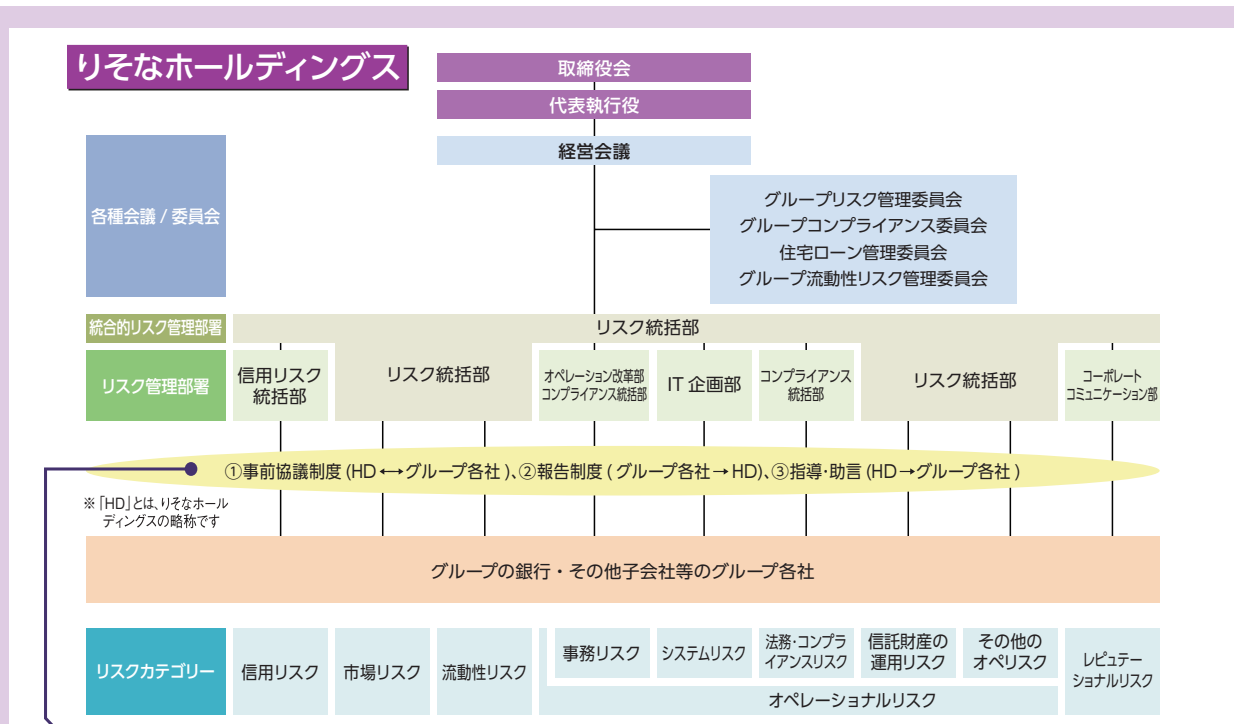 りそなホールディングス
取締役会
代表執行役
経営会議
各種会議 / 委員会
グループリスク管理委員会
グループコンプライアンス委員会
住宅ローン管理委員会
グループ流動性リスク管理委員会
統合的リスク管理部署
リスク統括部
リスク管理部署
信用リスク
統括部
リスク統括部
オペレーション改革部
コンプライアンス統括部
IT 企画部
コンプライアンス
統括部
リスク統括部
コーポレート
コミュニケーション部
①事前協議制度 (HD ←→ グループ各社 )、②報告制度 ( グループ各社 → HD)、③指導・助言 (HD → グループ各社 )
※「HD」とは、りそなホール
ディングスの略称です
グループの銀行・その他子会社等のグループ各社
リスクカテゴリー
信用リスク
市場リスク
流動性リスク
事務リスク
システムリスク
法務・コンプラ
イアンスリスク
信託財産の
運用リスク
その他の
オペリスク
オペレーショナルリスク
レピュテー
ショナルリスク